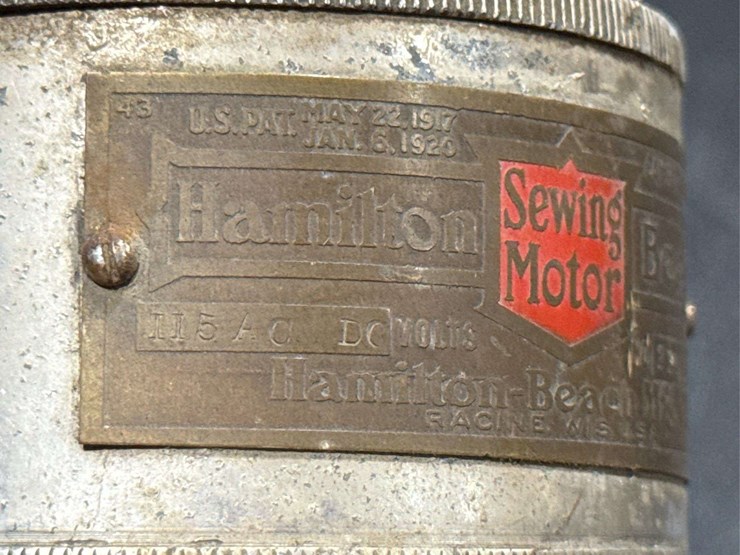 43
U.S. PAT. MAY 22, 1917
JAN. 6, 1920
Hamilton
Sewing
Motor
Be
115 AC. DC VOLTS
Hamilton-Beach
RACINE, WIS.